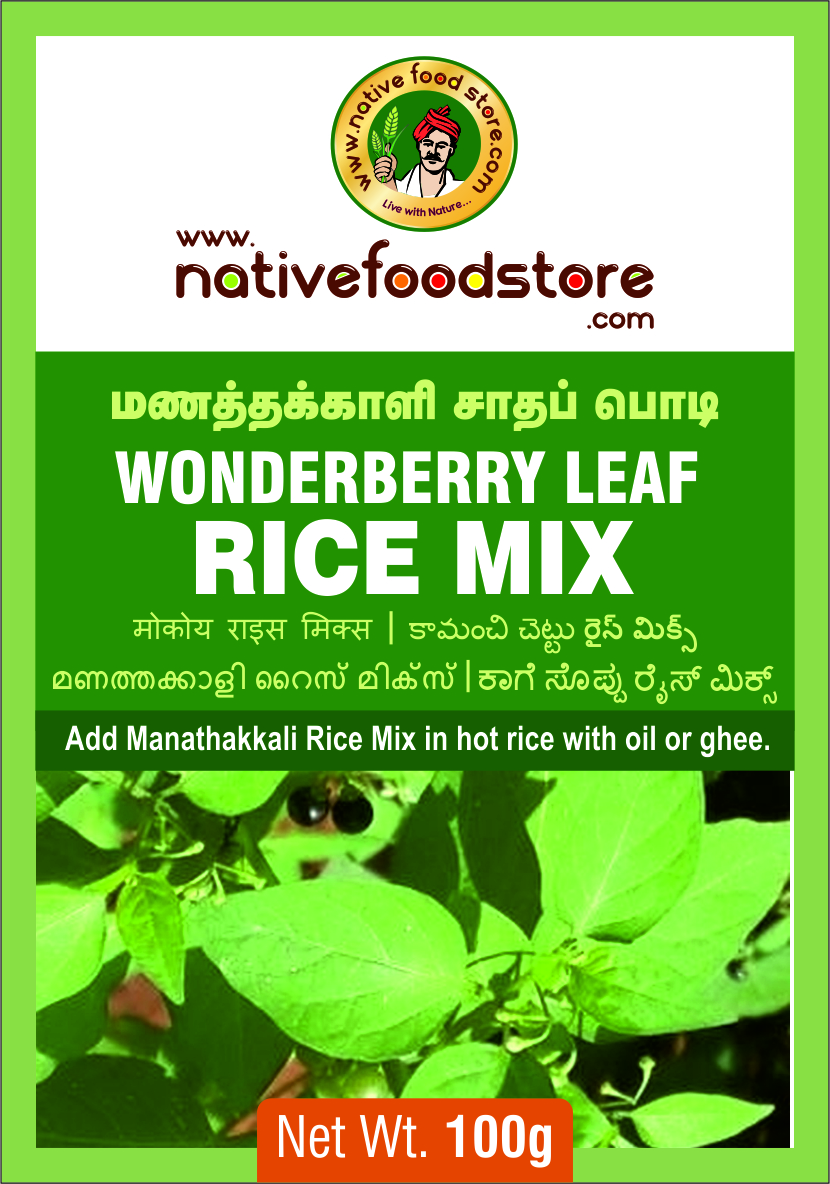 www.native food store.com
Live with Nature...
www.
nativefoodstore
.com
மணத்தக்காளி சாதப் பொடி
WONDERBERRY LEAF
RICE MIX
मोकोय राइस मिक्स | కామంచి చెట్టు రైస్ మిక్స్
മണത്തക്കാളി റൈസ് മിക്സ് | ಕಾಗೆ ಸೊಪ್ಪು ರೈಸ್ ಮಿಕ್ಸ್
Add Manathakkali Rice Mix in hot rice with oil or ghee.
Net Wt. 100g